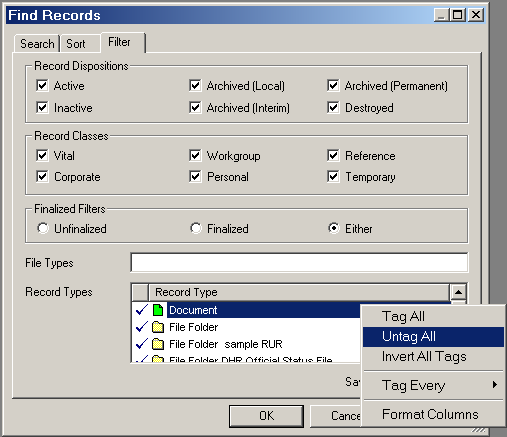 Find Records
Search Sort Filter
Record Dispositions
Active Archived (Local) Archived (Permanent)
Inactive Archived (Interim) Destroyed
Record Classes
Vital Workgroup Reference
Corporate Personal Temporary
Finalized Filters
Unfinalized Finalized Either
File Types
Record Types Record Type
Document
File Folder
File Folder sample RUR
File Folder DHR Official Status File
Tag All
Untag All
Invert All Tags
Tag Every
Format Columns
Sav
OK Cance